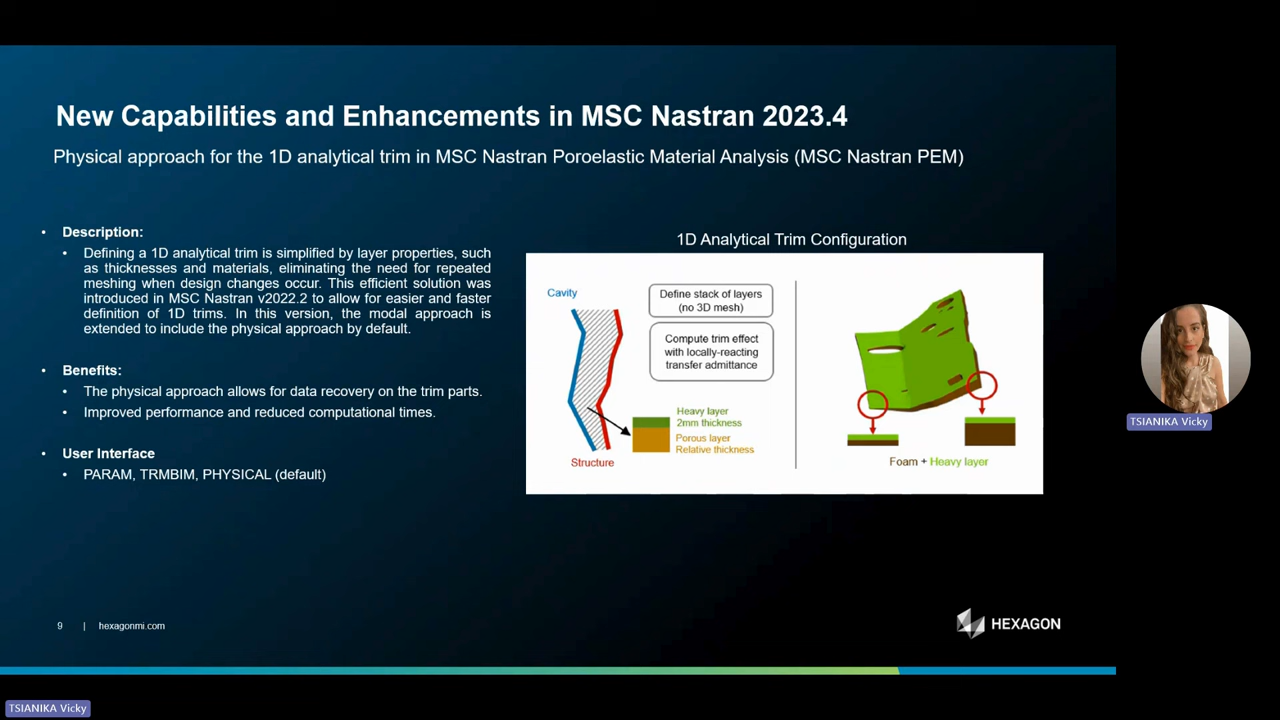 New Capabilities and Enhancements in MSC Nastran 2023.4
Physical approach for the 1D analytical trim in MSC Nastran Poroelastic Material Analysis (MSC Nastran PEM)
• Description:
• Defining a 1D analytical trim is simplified by layer properties, such
as thicknesses and materials, eliminating the need for repeated
meshing when design changes occur. This efficient solution was
introduced in MSC Nastran v2022.2 to allow for easier and faster
definition of 1D trims. In this version, the modal approach is
extended to include the physical approach by default.
• Benefits:
• The physical approach allows for data recovery on the trim parts.
• Improved performance and reduced computational times.
• User Interface
• PARAM, TRMBIM, PHYSICAL (default)
1D Analytical Trim Configuration
Cavity
Define stack of layers
(no 3D mesh)
Compute trim effect
with locally-reacting
transfer admittance
Heavy layer
2mm thickness
Porous layer
Relative thickness
Structure
Foam + Heavy layer
9 | hexagonmi.com
HEXAGON
TSIANIKA Vicky
TSIANIKA Vicky